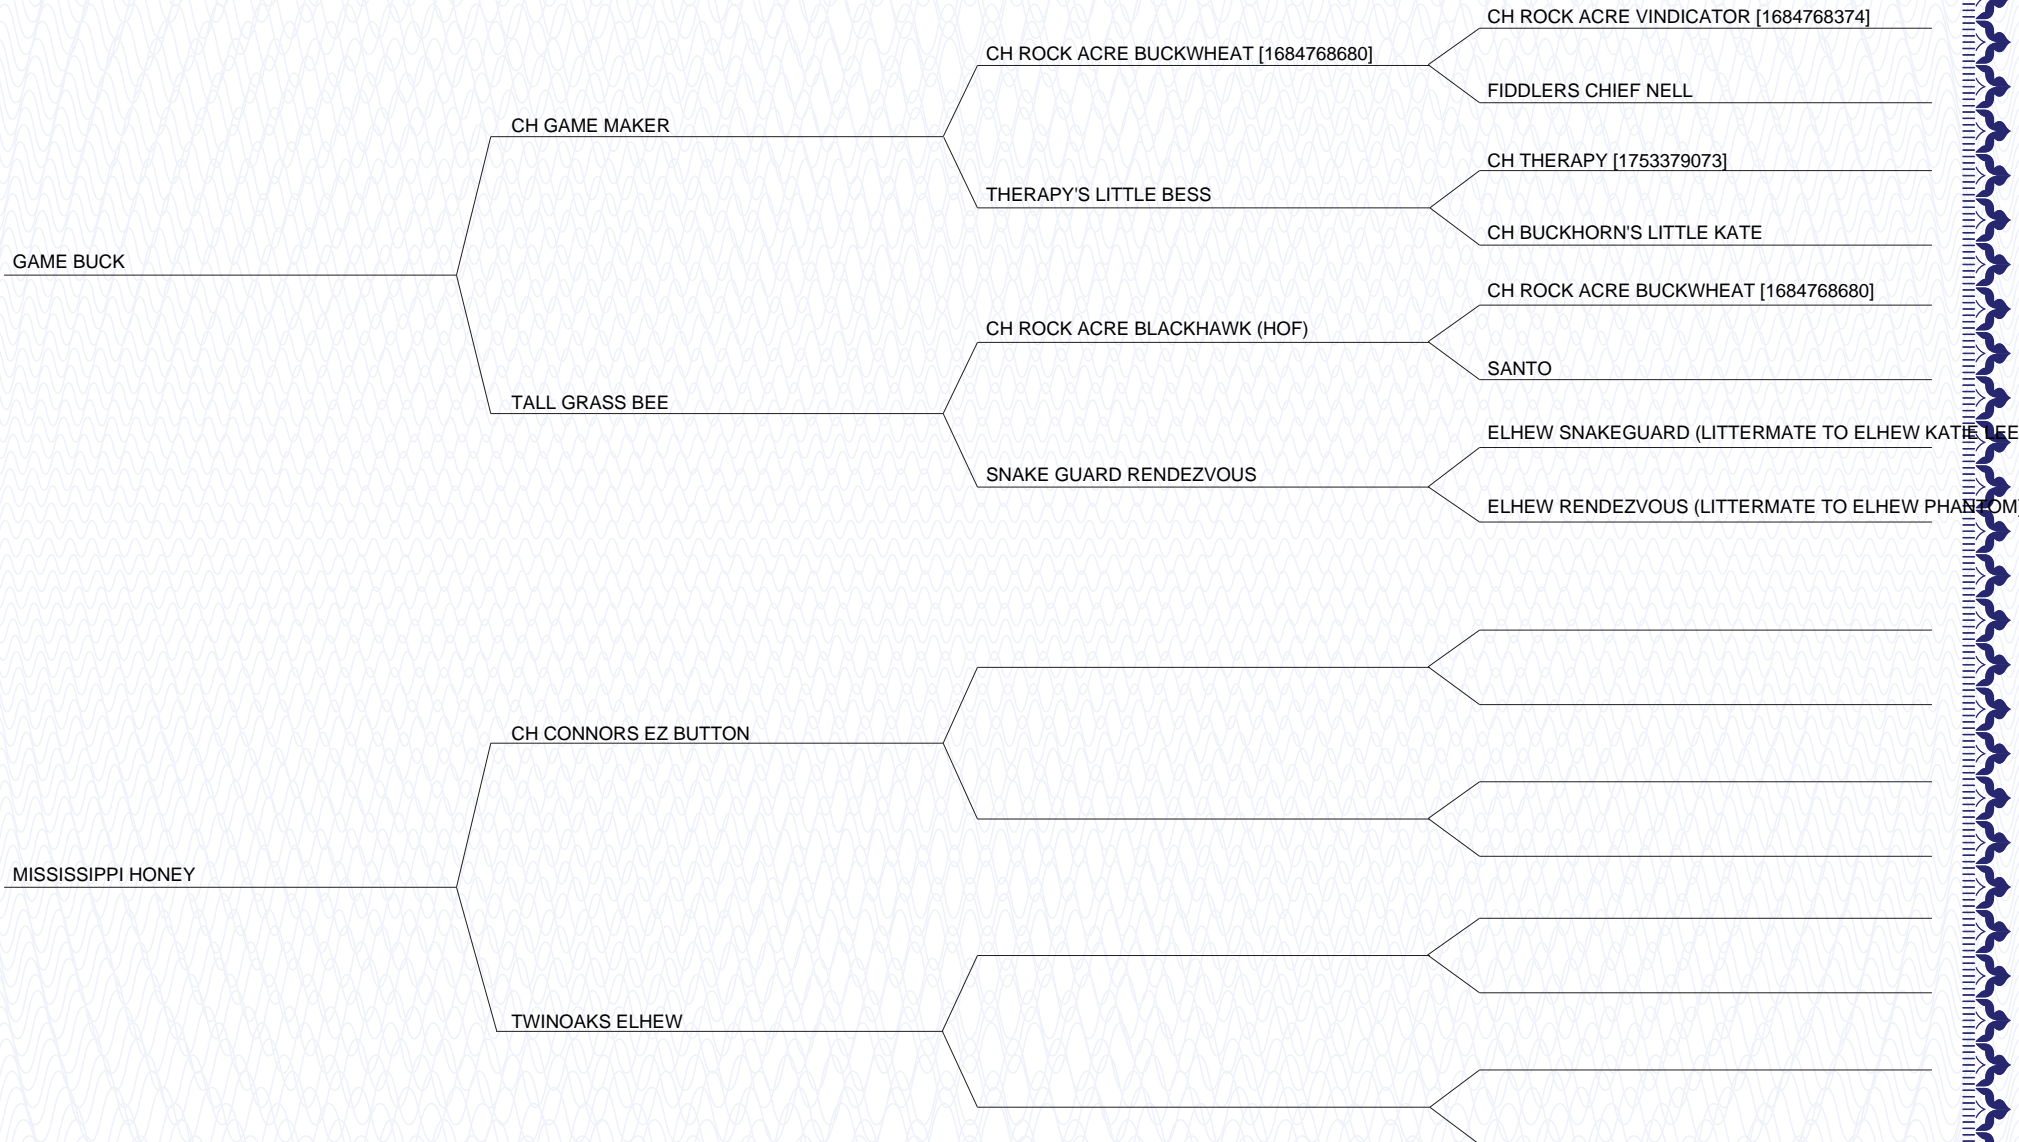 CH ROCK ACRE VINDICATOR [1684768374]
CH ROCK ACRE BUCKWHEAT [1684768680]
FIDDLERS CHIEF NELL
CH GAME MAKER
CH THERAPY [1753379073]
THERAPY'S LITTLE BESS
CH BUCKHORN'S LITTLE KATE
GAME BUCK
CH ROCK ACRE BUCKWHEAT [1684768680]
CH ROCK ACRE BLACKHAWK (HOF)
SANTO
TALL GRASS BEE
ELHEW SNAKEGUARD (LITTERMATE TO ELHEW KATIE LEE
SNAKE GUARD RENDEZVOUS
ELHEW RENDEZVOUS (LITTERMATE TO ELHEW PHANTOM)
CH CONNORS EZ BUTTON
MISSISSIPPI HONEY
TWINOAKS ELHEW